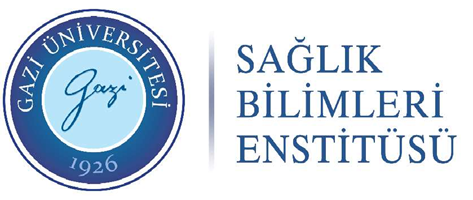 GAZİ ÜNİVERSİTESİ
Gazi
1926
SAĞLIK
BİLİMLERİ
ENSTİTÜSÜ